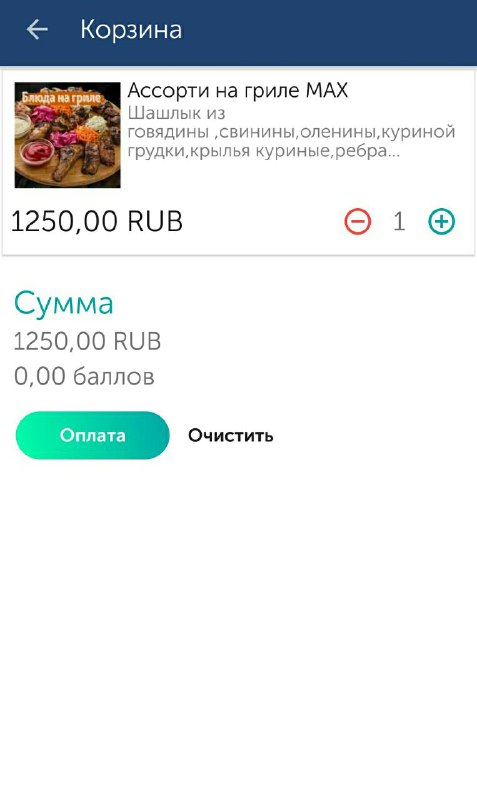 Корзина
Блюда на гриле
Ассорти на гриле MAX
Шашлык из
говядины ,свинины,оленины,куриной
грудки,крылья куриные,ребра...
1250,00 RUB
1
Сумма
1250,00 RUB
0,00 баллов
Оплата
Очистить